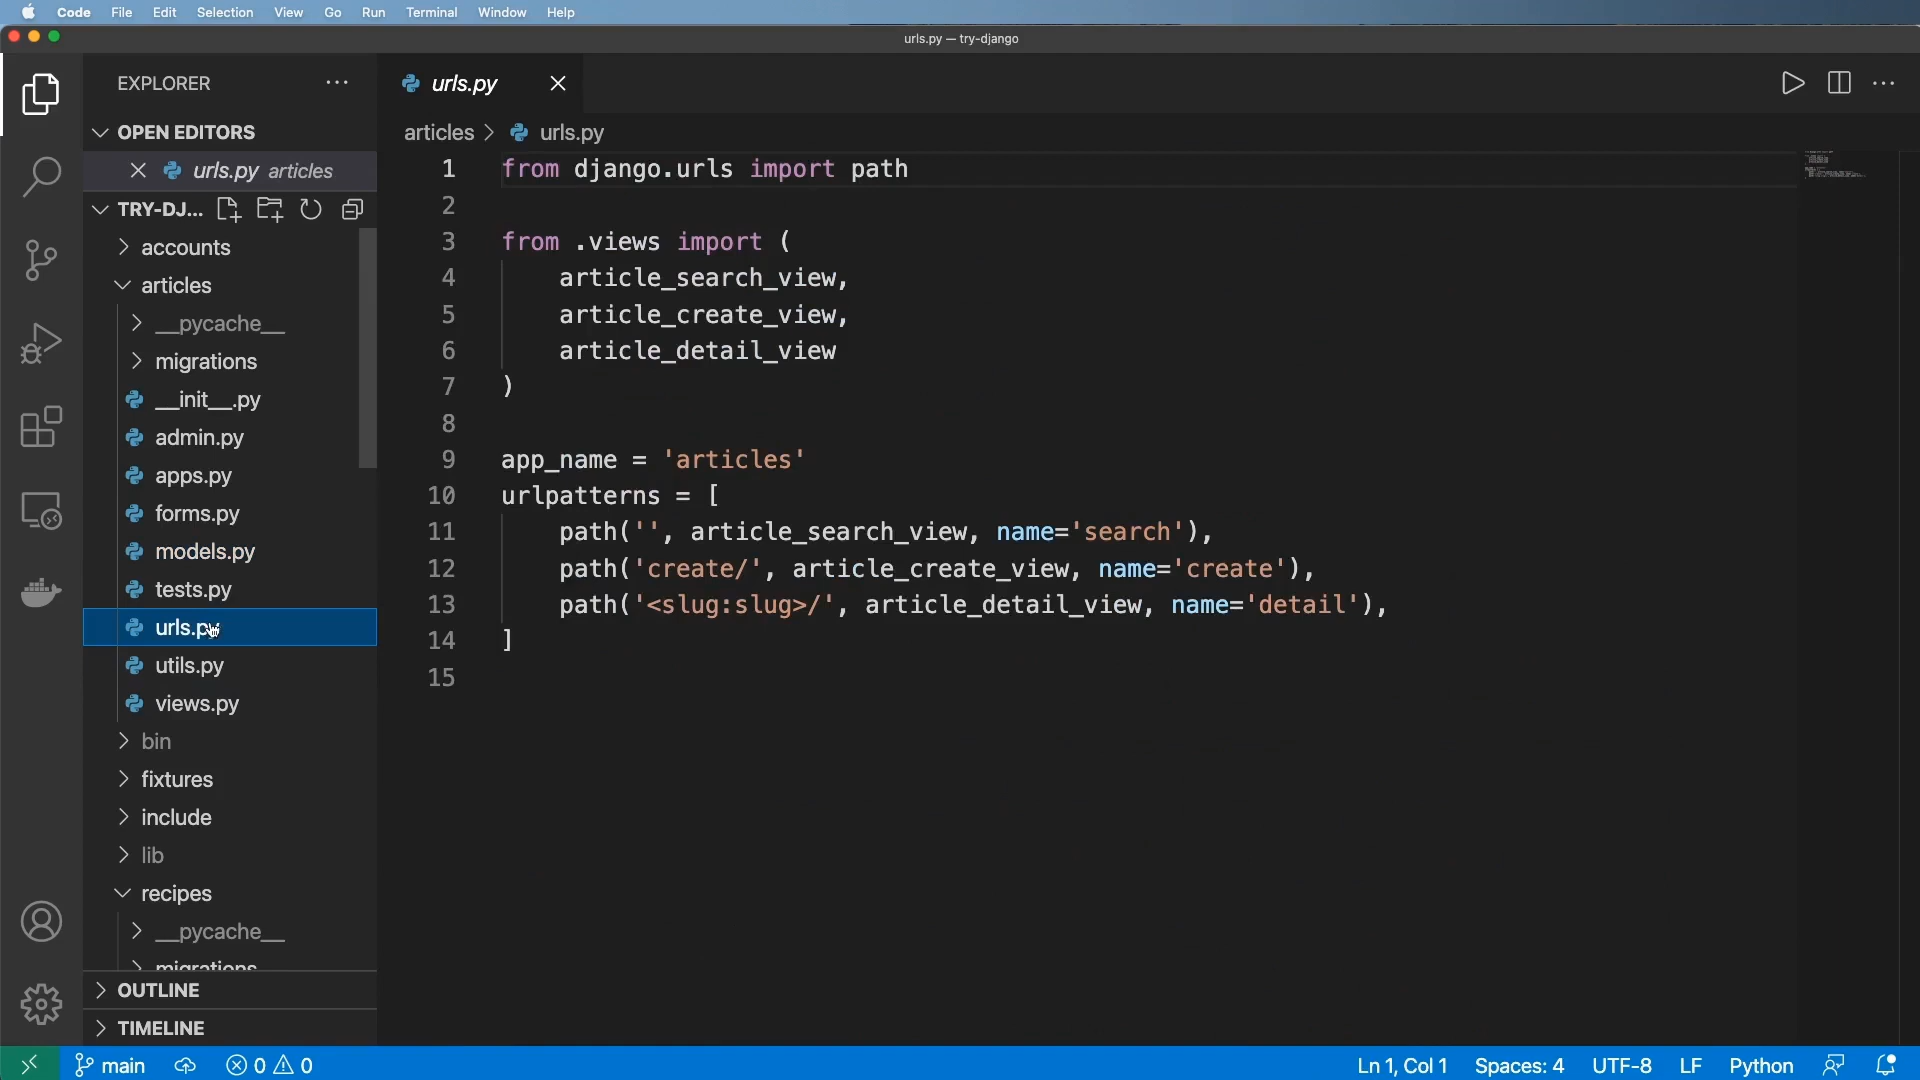 Code File Edit Selection View Go Run Terminal Window Help
urls.py — try-django
EXPLORER
OPEN EDITORS
urls.py articles
TRY-DJ...
accounts
articles
__pycache__
migrations
__init__.py
admin.py
apps.py
forms.py
models.py
tests.py
urls.py
utils.py
views.py
bin
fixtures
include
lib
recipes
__pycache__
migrations
OUTLINE
TIMELINE
urls.py
articles > urls.py
1 from django.urls import path
2
3 from .views import (
4 article_search_view,
5 article_create_view,
6 article_detail_view
7 )
8
9 app_name = 'articles'
10 urlpatterns = [
11 path('', article_search_view, name='search'),
12 path('create/', article_create_view, name='create'),
13 path('<slug:slug>/', article_detail_view, name='detail'),
14 ]
15
main 0 0 Ln 1, Col 1 Spaces: 4 UTF-8 LF Python